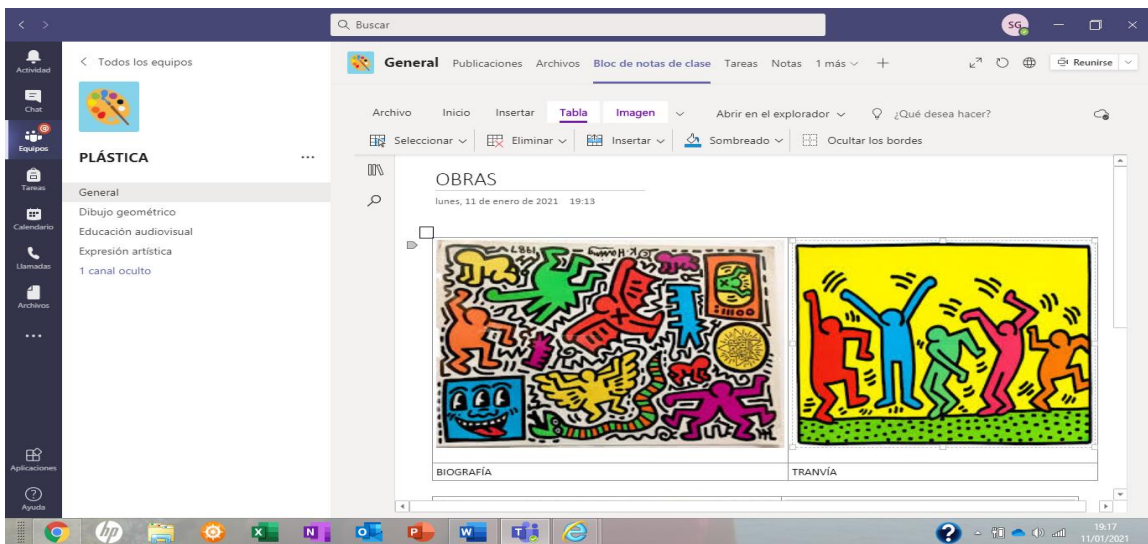 Buscar
SG
Actividad
Chat
Equipos
Tareas
Calendario
Llamadas
Archivos
Aplicaciones
Ayuda
Todos los equipos
PLÁSTICA
General
Dibujo geométrico
Educación audiovisual
Expresión artística
1 canal oculto
General Publicaciones Archivos Bloc de notas de clase Tareas Notas 1 más
Reunirse
Archivo Inicio Insertar Tabla Imagen Abrir en el explorador ¿Qué desea hacer?
Seleccionar Eliminar Insertar Sombreado Ocultar los bordes
OBRAS
lunes, 11 de enero de 2021 19:13
BIOGRAFÍA TRANVÍA
19:17
11/01/2021